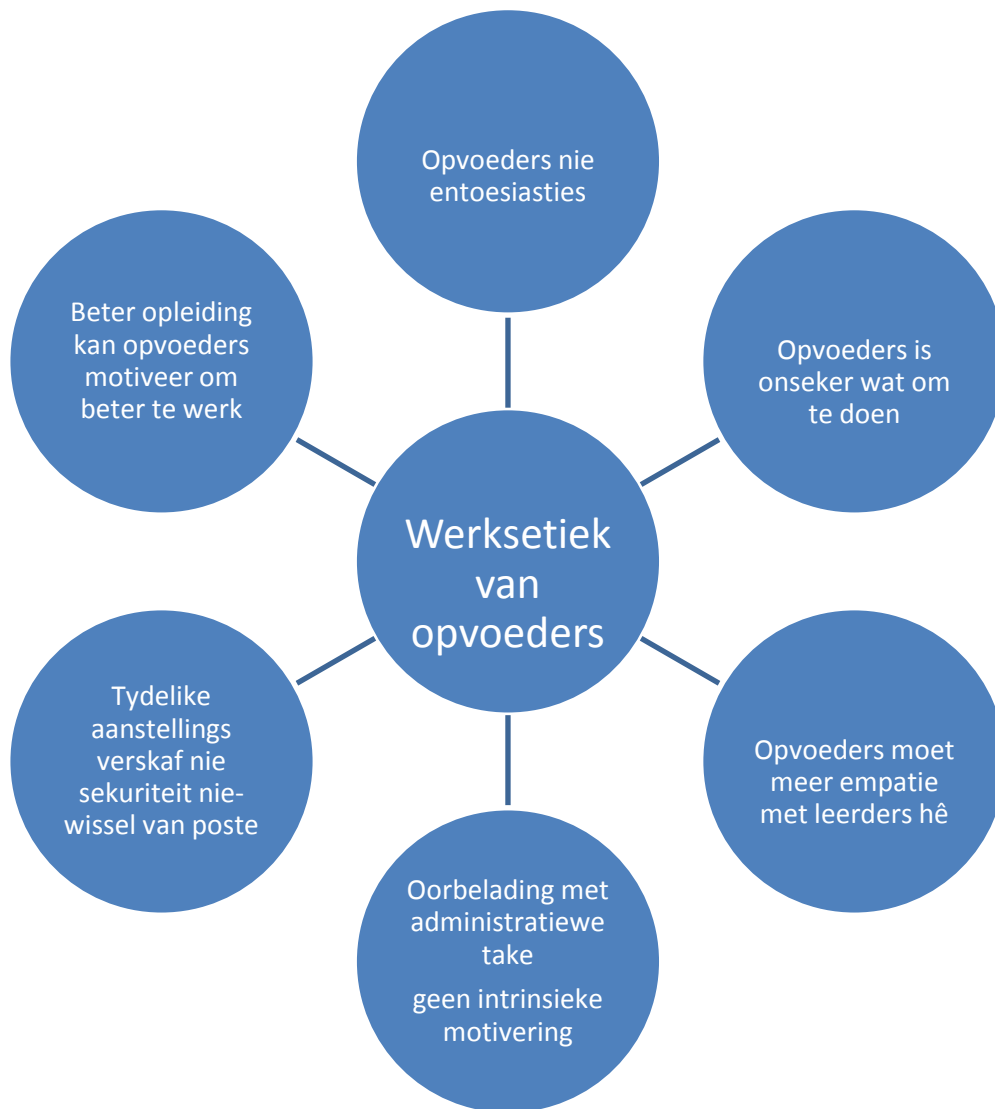 Opvoeders nie
entoesiasties
Opvoeders is
onseker wat om
te doen
Opvoeders moet
meer empatie
met leerders hê
Oorbelading met
administratiewe
take
geen intrinsieke
motivering
Tydelike
aanstellings
verskaf nie
sekuriteit nie-
wissel van poste
Beter opleiding
kan opvoeders
motiveer om
beter te werk
Werksetiek
van
opvoeders